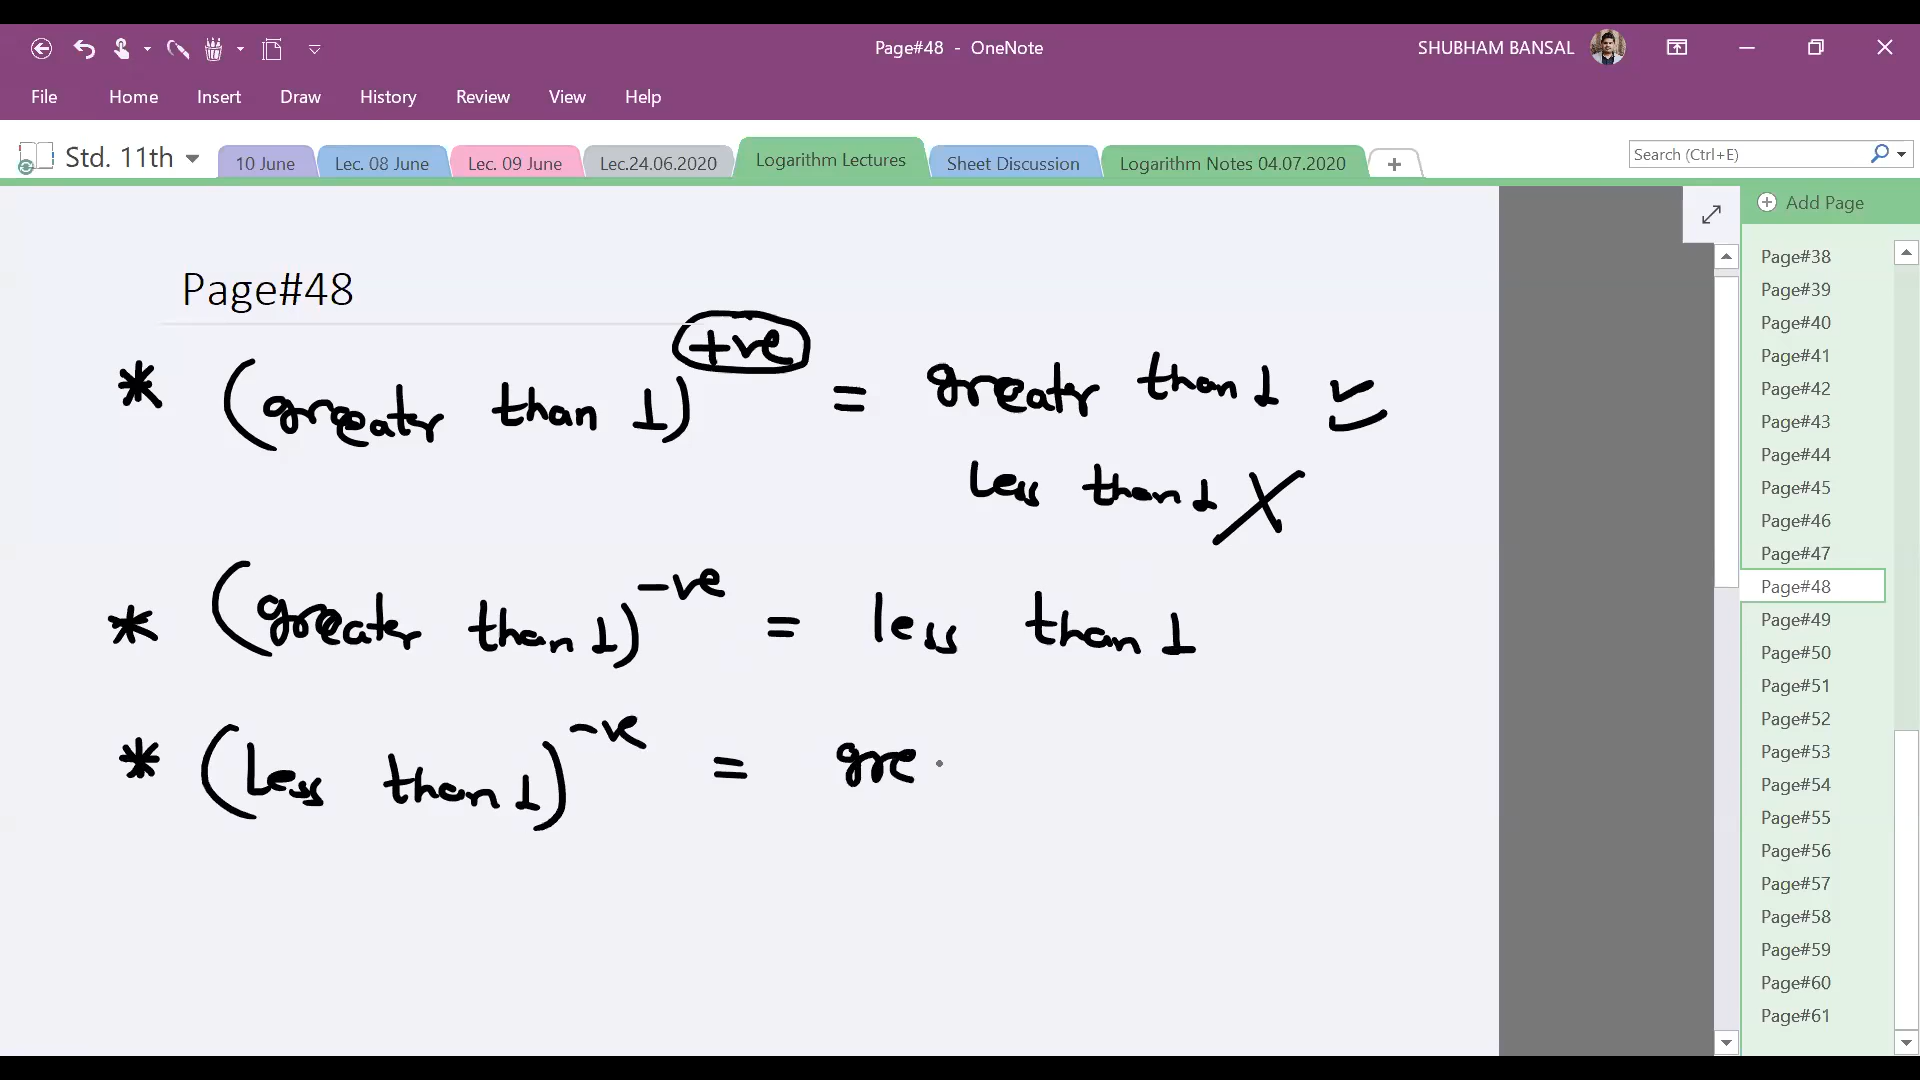 Page#48 - OneNote
SHUBHAM BANSAL
File Home Insert Draw History Review View Help
Std. 11th
10 June
Lec. 08 June
Lec. 09 June
Lec.24.06.2020
Logarithm Lectures
Sheet Discussion
Logarithm Notes 04.07.2020
+
Search (Ctrl+E)
Page#48
* (greater than 1)^+ve = greater than 1 ✓
less than 1 X
* (greater than 1)^-ve = less than 1
* (Less than 1)^-ve = gre
Add Page
Page#38
Page#39
Page#40
Page#41
Page#42
Page#43
Page#44
Page#45
Page#46
Page#47
Page#48
Page#49
Page#50
Page#51
Page#52
Page#53
Page#54
Page#55
Page#56
Page#57
Page#58
Page#59
Page#60
Page#61